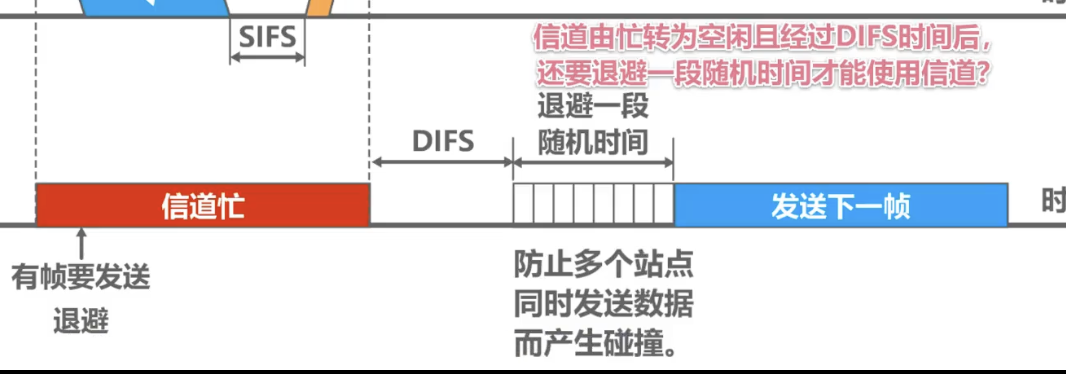 SIFS
信道由忙转为空闲且经过DIFS时间后，
还要退避一段随机时间才能使用信道？
退避一段
随机时间
DIFS
信道忙
发送下一帧
时
有帧要发送
退避
防止多个站点
同时发送数据
而产生碰撞。